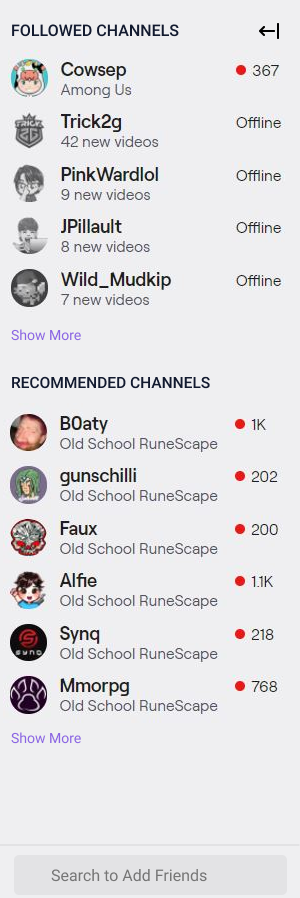 FOLLOWED CHANNELS
Cowsep
367
Among Us
TRICK
2G
Trick2g
Offline
42 new videos
PinkWardlol
Offline
9 new videos
JPillault
Offline
8 new videos
Wild_Mudkip
Offline
7 new videos
Show More
RECOMMENDED CHANNELS
B0aty
1K
Old School RuneScape
gunschilli
202
Old School RuneScape
Faux
200
Old School RuneScape
Alfie
1.1K
Old School RuneScape
Synq
218
SYNQ
Old School RuneScape
Mmorpg
768
Old School RuneScape
Show More
Search to Add Friends